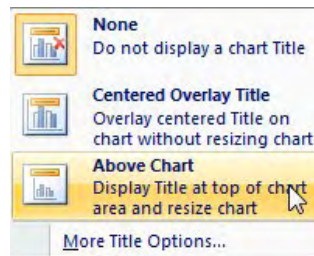 None
Do not display a chart Title
Centered Overlay Title
Overlay centered Title on
chart without resizing chart
Above Chart
Display Title at top of chart
area and resize chart
More Title Options...